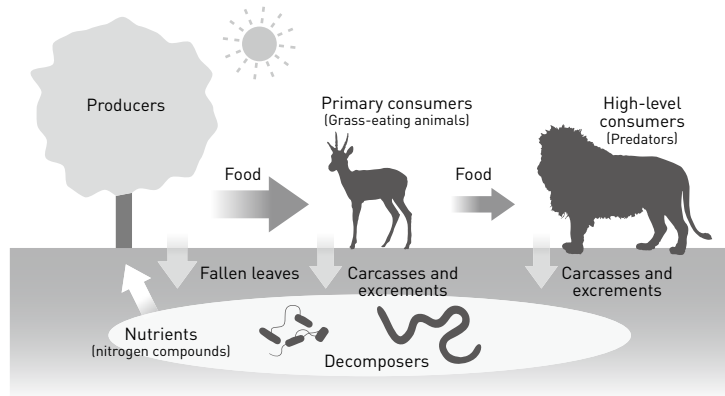 Producers
Primary consumers
(Grass-eating animals)
High-level
consumers
(Predators)
Food
Food
Fallen leaves
Carcasses and
excrements
Carcasses and
excrements
Nutrients
(nitrogen compounds)
Decomposers